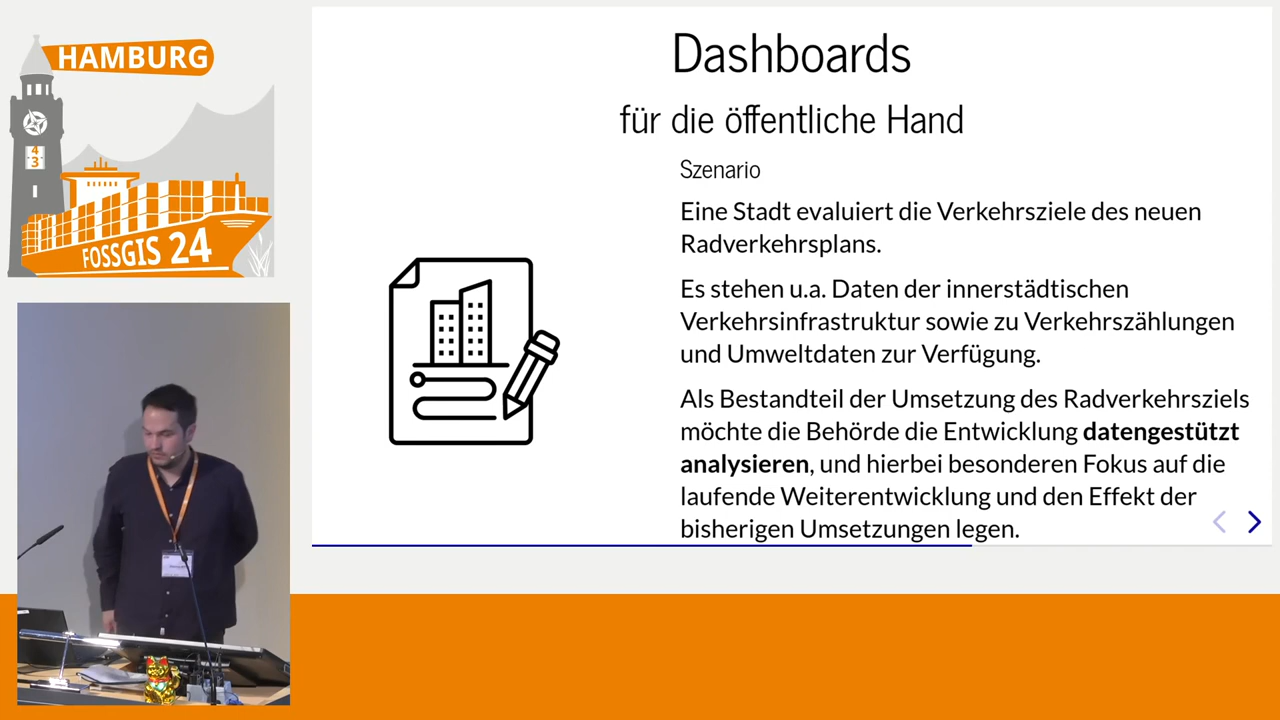 HAMBURG
4
3
FOSSGIS 24
Dashboards
für die öffentliche Hand
Szenario
Eine Stadt evaluiert die Verkehrsziele des neuen
Radverkehrsplans.
Es stehen u.a. Daten der innerstädtischen
Verkehrsinfrastruktur sowie zu Verkehrszählungen
und Umweltdaten zur Verfügung.
Als Bestandteil der Umsetzung des Radverkehrsziels
möchte die Behörde die Entwicklung datengestützt
analysieren, und hierbei besonderen Fokus auf die
laufende Weiterentwicklung und den Effekt der
bisherigen Umsetzungen legen.